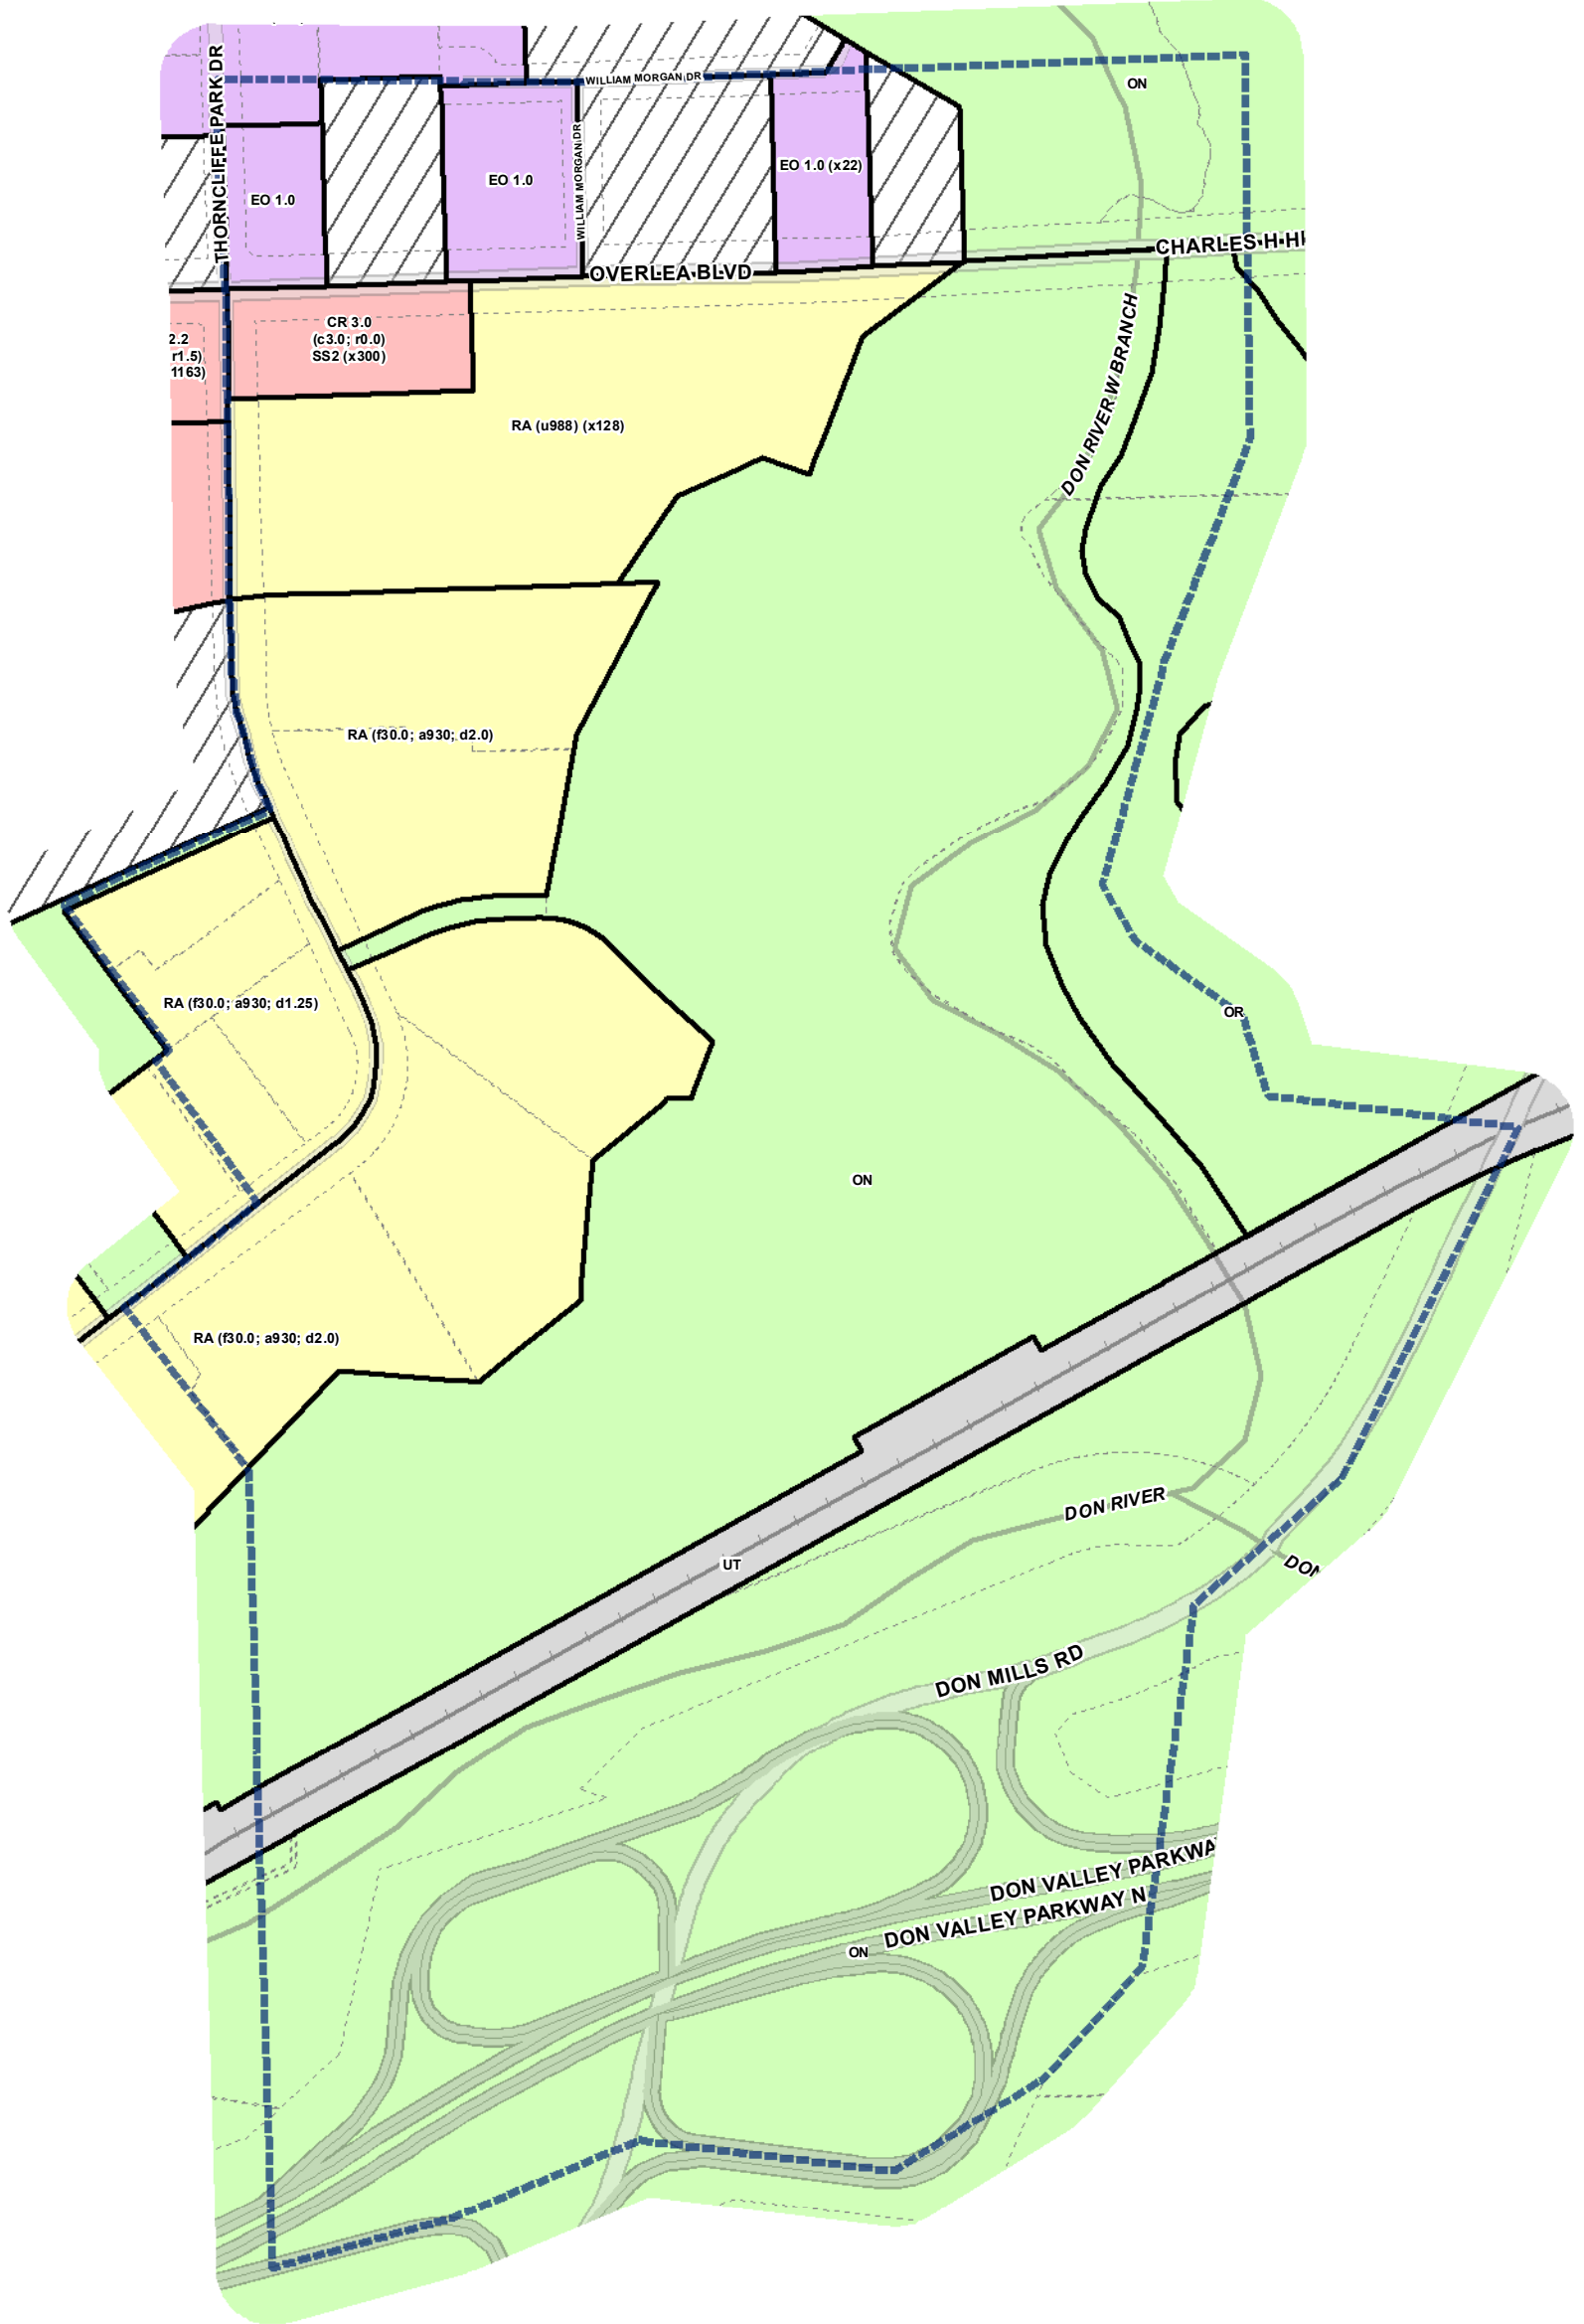 THORNCLIFFE PARK DR
WILLIAM MORGAN DR
ON
WILLIAM MORGAN DR
EO 1.0 (x22)
EO 1.0
EO 1.0
CHARLES H HI
OVERLEA BLVD
CR 3.0
(c3.0; r0.0)
SS2 (x300)
2.2
r1.5)
1163)
DON RIVER W BRANCH
RA (u988) (x128)
RA (f30.0; a930; d2.0)
RA (f30.0; a930; d1.25)
OR
ON
RA (f30.0; a930; d2.0)
DON RIVER
UT
DON
DON MILLS RD
DON VALLEY PARKWA
DON VALLEY PARKWAY N
ON